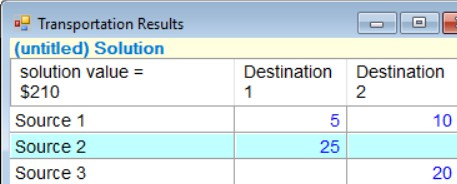 Transportation Results
(untitled) Solution
solution value = Destination Destination
$210 1 2
Source 1 5 10
Source 2 25
Source 3 20